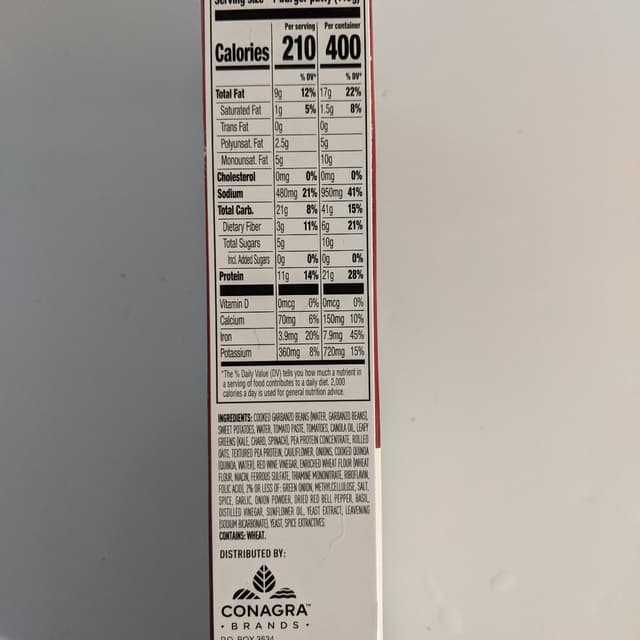 Serving size 1 burger patty
Per serving Per container
Calories 210 400
% DV* % DV*
Total Fat 9g 12% 17g 22%
Saturated Fat 1g 5% 1.5g 8%
Trans Fat 0g 0g
Polyunsat. Fat 2.5g 5g
Monounsat. Fat 5g 10g
Cholesterol 0mg 0% 0mg 0%
Sodium 480mg 21% 950mg 41%
Total Carb. 21g 8% 41g 15%
Dietary Fiber 3g 11% 6g 21%
Total Sugars 5g 10g
Incl. Added Sugars 0g 0% 0g 0%
Protein 11g 14% 21g 28%
Vitamin D 0mcg 0% 0mcg 0%
Calcium 70mg 6% 150mg 10%
Iron 3.9mg 20% 7.9mg 45%
Potassium 360mg 8% 720mg 15%
*The % Daily Value (DV) tells you how much a nutrient in
a serving of food contributes to a daily diet. 2,000
calories a day is used for general nutrition advice.
INGREDIENTS: COOKED GARBANZO BEANS (WATER, GARBANZO BEANS),
SWEET POTATOES, WATER, TOMATO PASTE, TOMATOES, CANOLA OIL, LEAFY
GREENS (KALE, CHARD, SPINACH), PEA PROTEIN CONCENTRATE, ROLLED
OATS, TEXTURED PEA PROTEIN, CAULIFLOWER, ONIONS, COOKED QUINOA
(QUINOA, WATER), RED WINE VINEGAR, ENRICHED WHEAT FLOUR (WHEAT
FLOUR, NIACIN, FERROUS SULFATE, THIAMINE MONONITRATE, RIBOFLAVIN,
FOLIC ACID), 2% OR LESS OF: GREEN ONION, METHYLCELLULOSE, SALT,
SPICE, GARLIC, ONION POWDER, DRIED RED BELL PEPPER, BASIL,
DISTILLED VINEGAR, SUNFLOWER OIL, YEAST EXTRACT, LEAVENING
(SODIUM BICARBONATE), YEAST, SPICE EXTRACTIVES.
CONTAINS: WHEAT.
DISTRIBUTED BY:
CONAGRA™
• BRANDS •
P.O. BOX 3534